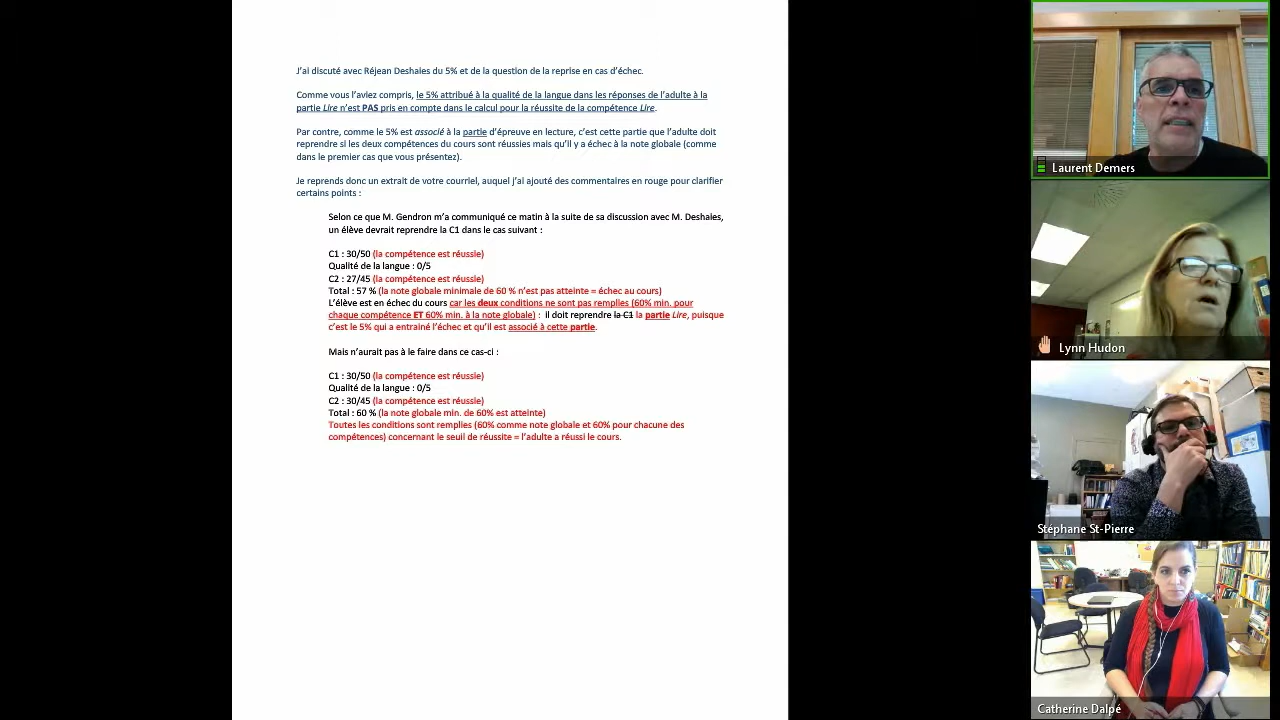 J'ai discuté avec Réjean Deshaies du 5% et de la question de la reprise en cas d'échec.
Comme vous l'aviez compris, le 5% attribué à la qualité de la langue dans les réponses de l'adulte à la
partie Lire n'est PAS pris en compte dans le calcul pour la réussite de la compétence Lire.
Par contre, comme le 5% est associé à la partie d'épreuve en lecture, c'est cette partie que l'adulte doit
reprendre si les deux compétences du cours sont réussies mais qu'il y a échec à la note globale (comme
dans le premier cas que vous présentez).
Je reprends donc un extrait de votre courriel, auquel j'ai ajouté des commentaires en rouge pour clarifier
certains points :
Selon ce que M. Gendron m'a communiqué ce matin à la suite de sa discussion avec M. Deshaies,
un élève devrait reprendre la C1 dans le cas suivant :
C1 : 30/50 (la compétence est réussie)
Qualité de la langue : 0/5
C2 : 27/45 (la compétence est réussie)
Total : 57 % (la note globale minimale de 60 % n'est pas atteinte = échec au cours)
L'élève est en échec du cours car les deux conditions ne sont pas remplies (60% min. pour
chaque compétence ET 60% min. à la note globale) : il doit reprendre la C1 la partie Lire, puisque
c'est le 5% qui a entrainé l'échec et qu'il est associé à cette partie.
Mais n'aurait pas à le faire dans ce cas-ci :
C1 : 30/50 (la compétence est réussie)
Qualité de la langue : 0/5
C2 : 30/45 (la compétence est réussie)
Total : 60 % (la note globale min. de 60% est atteinte)
Toutes les conditions sont remplies (60% comme note globale et 60% pour chacune des
compétences) concernant le seuil de réussite = l'adulte a réussi le cours.
Laurent Demers
Lynn Hudon
Stéphane St-Pierre
Catherine Dalpé